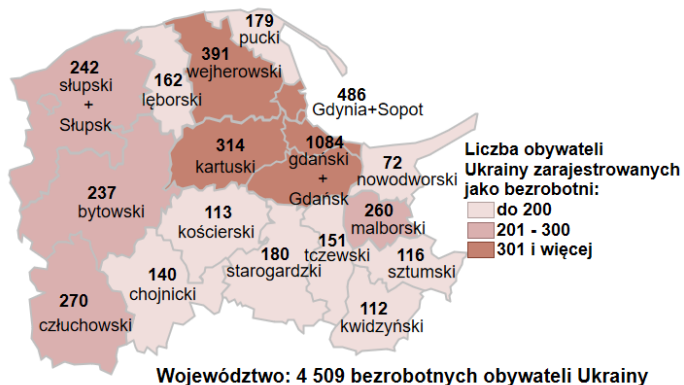 179
pucki
391
wejherowski
242
słupski
+
Słupsk
162
lęborski
486
Gdynia+Sopot
314
kartuski
1084
gdański
+
Gdańsk
72
nowodworski
237
bytowski
113
kościerski
260
malborski
151
tczewski
180
starogardzki
116
sztumski
140
chojnicki
270
człuchowski
112
kwidzyński
Liczba obywateli
Ukrainy zarajestrowanych
jako bezrobotni:
do 200
201 - 300
301 i więcej
Województwo: 4 509 bezrobotnych obywateli Ukrainy